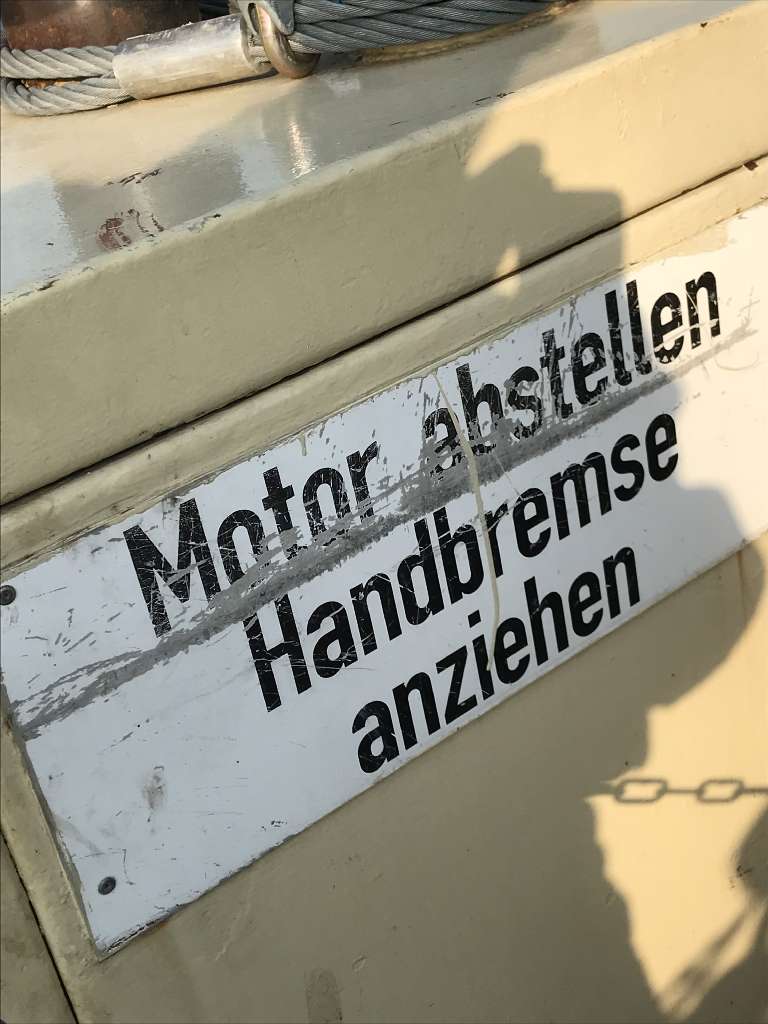 Motor abstellen
Handbremse
anziehen